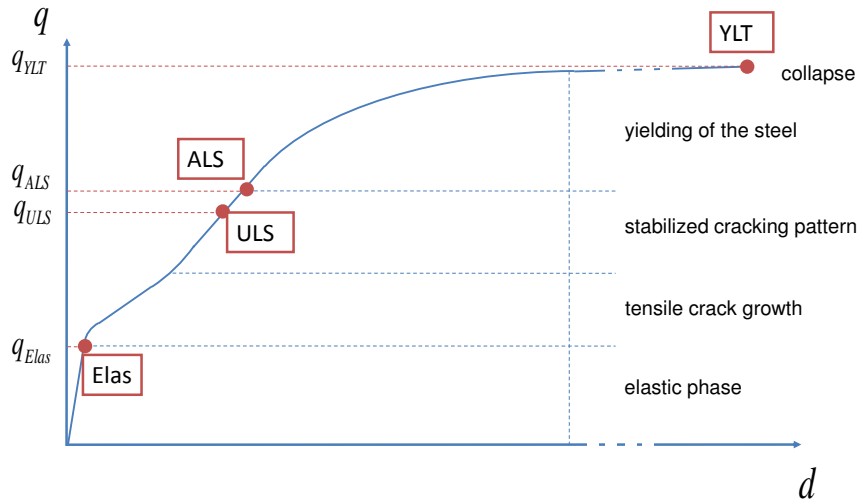 q
YLT
q_YLT
collapse
yielding of the steel
ALS
q_ALS
q_ULS
ULS
stabilized cracking pattern
tensile crack growth
q_Elas
Elas
elastic phase
d